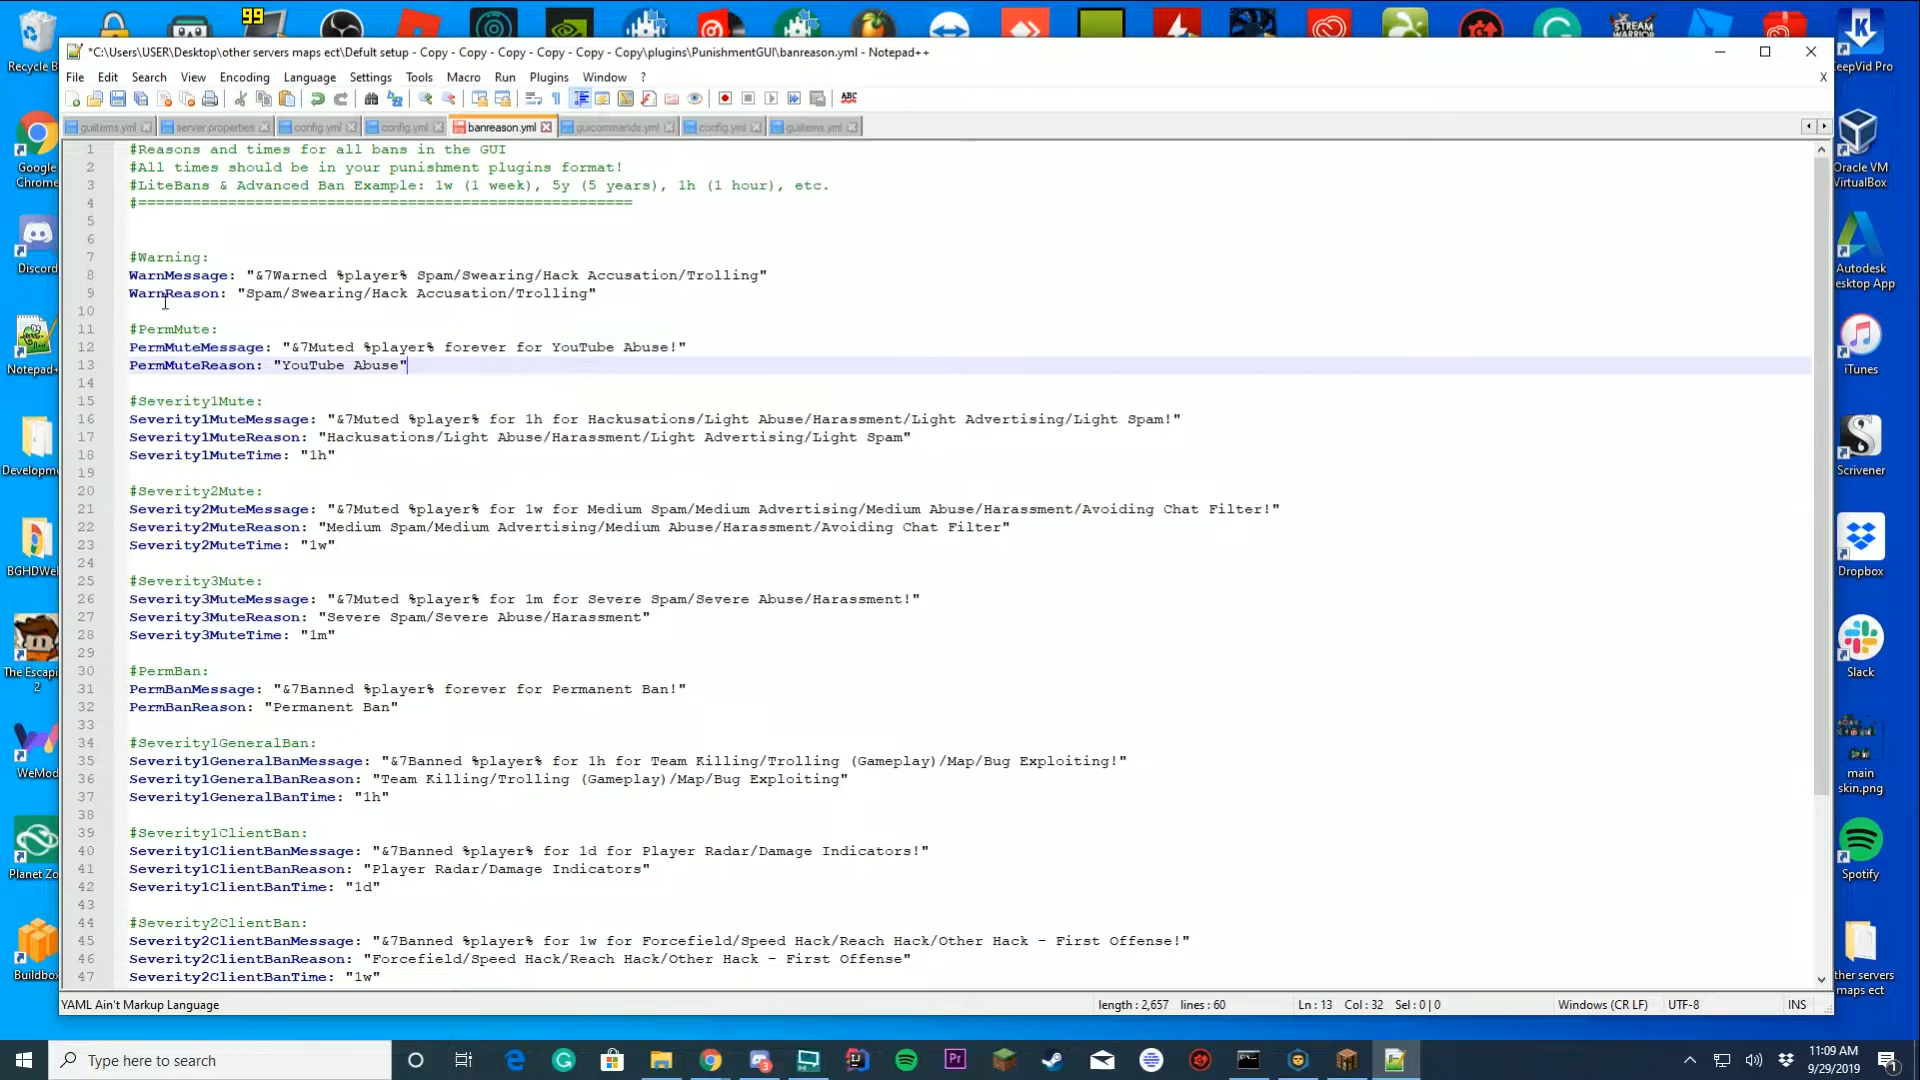 99
*C:\Users\USER\Desktop\other servers maps ect\Defult setup - Copy - Copy - Copy - Copy - Copy - Copy\plugins\PunishmentGUI\banreason.yml - Notepad++
File Edit Search View Encoding Language Settings Tools Macro Run Plugins Window ? X
guiitems.yml server.properties config.yml config.yml banreason.yml guicommands.yml config.yml guiitems.yml
1 #Reasons and times for all bans in the GUI
2 #All times should be in your punishment plugins format!
3 #LiteBans & Advanced Ban Example: 1w (1 week), 5y (5 years), 1h (1 hour), etc.
4 #=======================================================
5
6
7 #Warning:
8 WarnMessage: "&7Warned %player% Spam/Swearing/Hack Accusation/Trolling"
9 WarnReason: "Spam/Swearing/Hack Accusation/Trolling"
10
11 #PermMute:
12 PermMuteMessage: "&7Muted %player% forever for YouTube Abuse!"
13 PermMuteReason: "YouTube Abuse"
14
15 #Severity1Mute:
16 Severity1MuteMessage: "&7Muted %player% for 1h for Hackusations/Light Abuse/Harassment/Light Advertising/Light Spam!"
17 Severity1MuteReason: "Hackusations/Light Abuse/Harassment/Light Advertising/Light Spam"
18 Severity1MuteTime: "1h"
19
20 #Severity2Mute:
21 Severity2MuteMessage: "&7Muted %player% for 1w for Medium Spam/Medium Advertising/Medium Abuse/Harassment/Avoiding Chat Filter!"
22 Severity2MuteReason: "Medium Spam/Medium Advertising/Medium Abuse/Harassment/Avoiding Chat Filter"
23 Severity2MuteTime: "1w"
24
25 #Severity3Mute:
26 Severity3MuteMessage: "&7Muted %player% for 1m for Severe Spam/Severe Abuse/Harassment!"
27 Severity3MuteReason: "Severe Spam/Severe Abuse/Harassment"
28 Severity3MuteTime: "1m"
29
30 #PermBan:
31 PermBanMessage: "&7Banned %player% forever for Permanent Ban!"
32 PermBanReason: "Permanent Ban"
33
34 #Severity1GeneralBan:
35 Severity1GeneralBanMessage: "&7Banned %player% for 1h for Team Killing/Trolling (Gameplay)/Map/Bug Exploiting!"
36 Severity1GeneralBanReason: "Team Killing/Trolling (Gameplay)/Map/Bug Exploiting"
37 Severity1GeneralBanTime: "1h"
38
39 #Severity1ClientBan:
40 Severity1ClientBanMessage: "&7Banned %player% for 1d for Player Radar/Damage Indicators!"
41 Severity1ClientBanReason: "Player Radar/Damage Indicators"
42 Severity1ClientBanTime: "1d"
43
44 #Severity2ClientBan:
45 Severity2ClientBanMessage: "&7Banned %player% for 1w for Forcefield/Speed Hack/Reach Hack/Other Hack - First Offense!"
46 Severity2ClientBanReason: "Forcefield/Speed Hack/Reach Hack/Other Hack - First Offense"
47 Severity2ClientBanTime: "1w"
YAML Ain't Markup Language length : 2,657 lines : 60 Ln : 13 Col : 32 Sel : 0 | 0 Windows (CR LF) UTF-8 INS
Recycle B
Google
Chrome
Discord
Notepad+
Developm
BGHDWeb
The Escapi
2
WeMod
Planet Zo
Buildbox
STREAM
WARRIOR
eepVid Pro
Oracle VM
VirtualBox
Autodesk
esktop App
iTunes
Scrivener
Dropbox
Slack
main
skin.png
Spotify
ther servers
maps ect
Type here to search
11:09 AM
9/29/2019